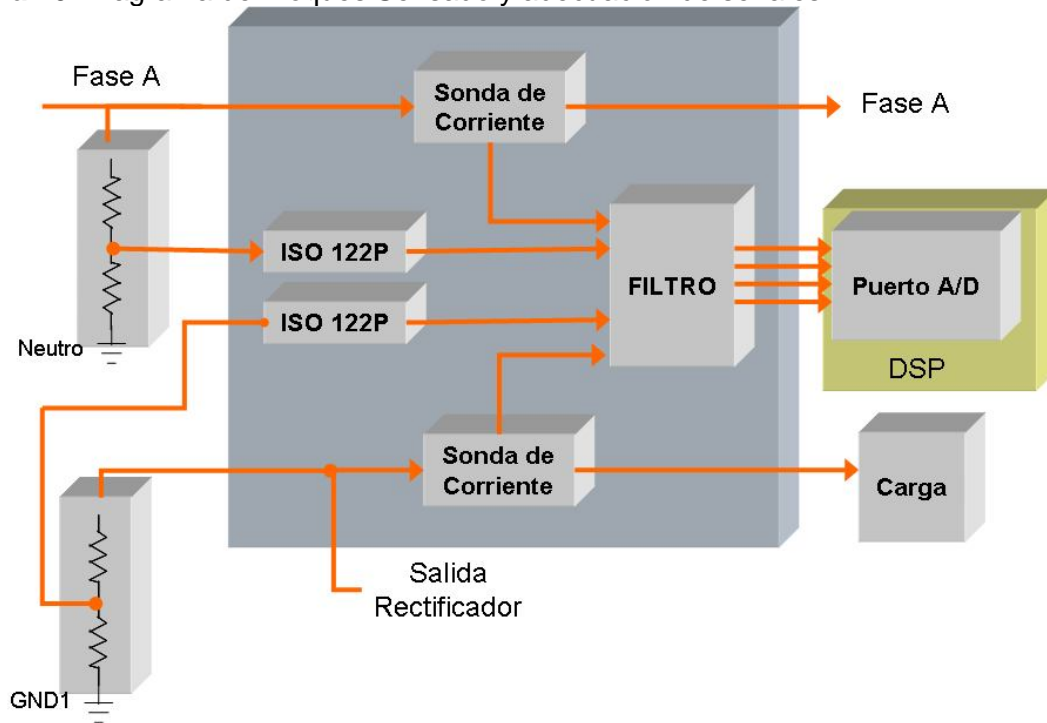 Fase A
Sonda de
Corriente
Fase A
ISO 122P
ISO 122P
FILTRO
Puerto A/D
DSP
Neutro
Sonda de
Corriente
Carga
Salida
Rectificador
GND1